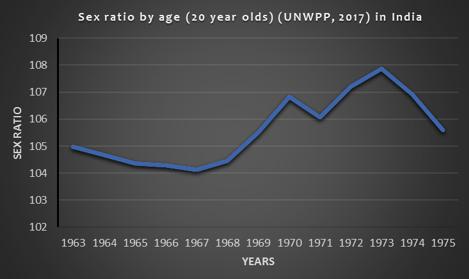 Sex ratio by age (20 year olds) (UNWPP, 2017) in India
109
108
107
106
105
104
103
102
SEX RATIO
1963 1964 1965 1966 1967 1968 1969 1970 1971 1972 1973 1974 1975
YEARS